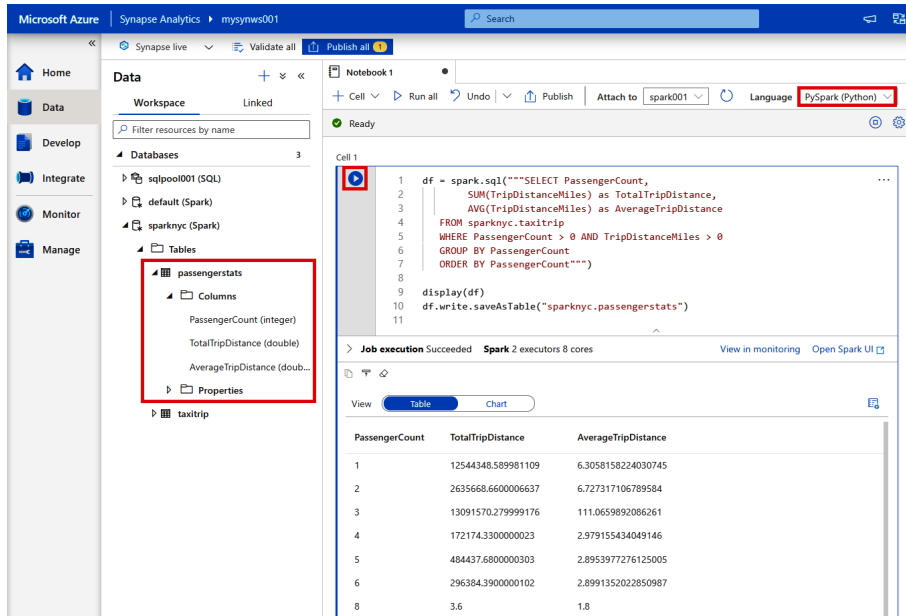 Microsoft Azure Synapse Analytics mysynws001 Search
Synapse live Validate all Publish all 1
Home
Data
Develop
Integrate
Monitor
Manage
Data
Workspace Linked
Filter resources by name
Databases 3
sqlpool001 (SQL)
default (Spark)
sparknyc (Spark)
Tables
passengerstats
Columns
PassengerCount (integer)
TotalTripDistance (double)
AverageTripDistance (doub...
Properties
taxitrip
Notebook 1
Cell Run all Undo Publish Attach to spark001 Language PySpark (Python)
Ready
Cell 1
1 df = spark.sql("""SELECT PassengerCount,
2 SUM(TripDistanceMiles) as TotalTripDistance,
3 AVG(TripDistanceMiles) as AverageTripDistance
4 FROM sparknyc.taxitrip
5 WHERE PassengerCount > 0 AND TripDistanceMiles > 0
6 GROUP BY PassengerCount
7 ORDER BY PassengerCount""")
8
9 display(df)
10 df.write.saveAsTable("sparknyc.passengerstats")
11
Job execution Succeeded Spark 2 executors 8 cores View in monitoring Open Spark UI
View Table Chart
PassengerCount TotalTripDistance AverageTripDistance
1 12544348.589981109 6.3058158224030745
2 2635668.6600006637 6.727317106789584
3 13091570.279999176 111.0659892086261
4 172174.3300000023 2.979155434049146
5 484437.6800000303 2.8953977276125005
6 296384.3900000102 2.8991352022850987
8 3.6 1.8